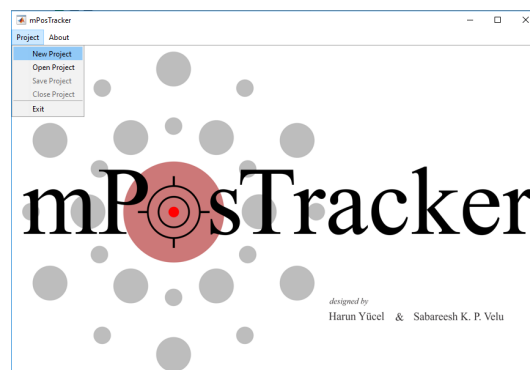 mPosTracker
Project About
New Project
Open Project
Save Project
Close Project
Exit
mPosTracker
designed by
Harun Yücel & Sabareesh K. P. Velu